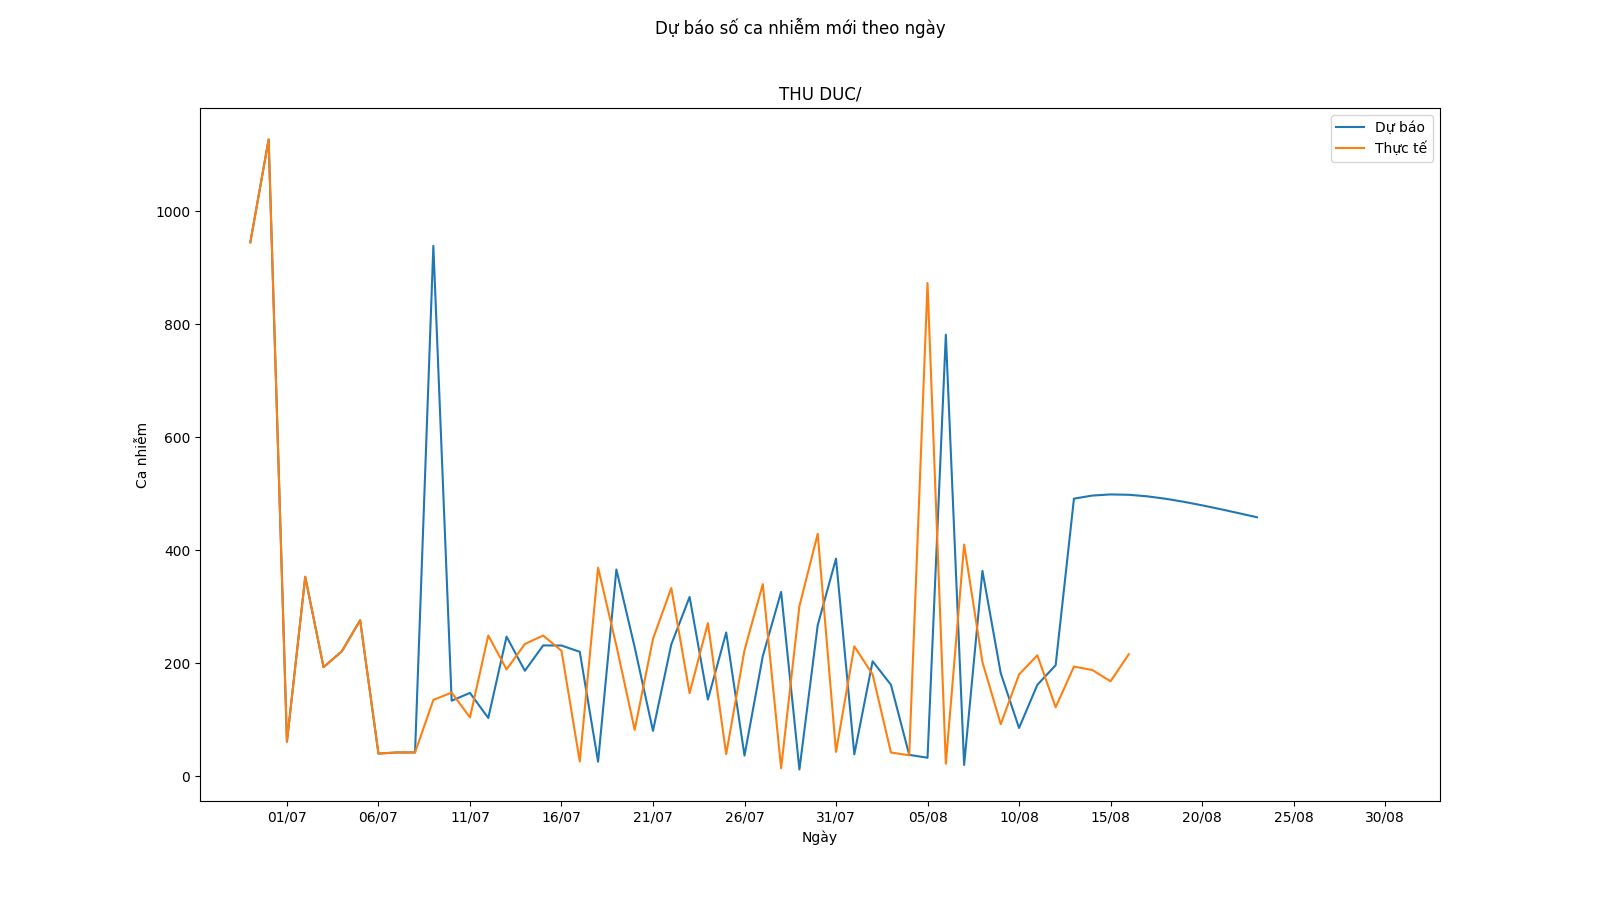 Dự báo số ca nhiễm mới theo ngày
THU DUC/
Dự báo
Thực tế
1000
800
600
400
200
0
Ca nhiễm
01/07 06/07 11/07 16/07 21/07 26/07 31/07 05/08 10/08 15/08 20/08 25/08 30/08
Ngày